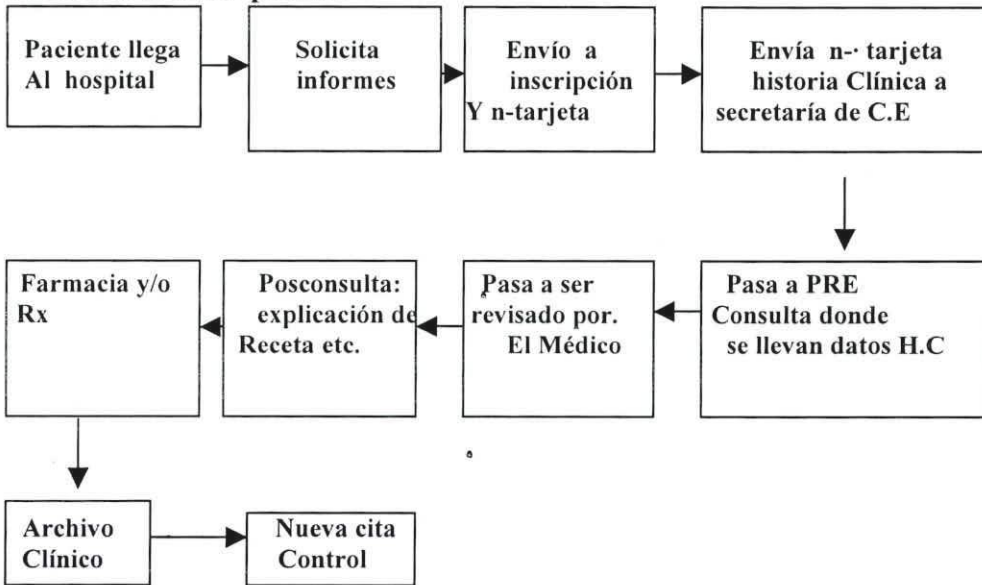 Paciente llega
Al hospital
Solicita
informes
Envío a
inscripción
Y n-tarjeta
Envía n-· tarjeta
historia Clínica a
secretaría de C.E
Farmacia y/o
Rx
Posconsulta:
explicación de
Receta etc.
Pasa a ser
revisado por.
El Médico
Pasa a PRE
Consulta donde
se llevan datos H.C
Archivo
Clínico
Nueva cita
Control